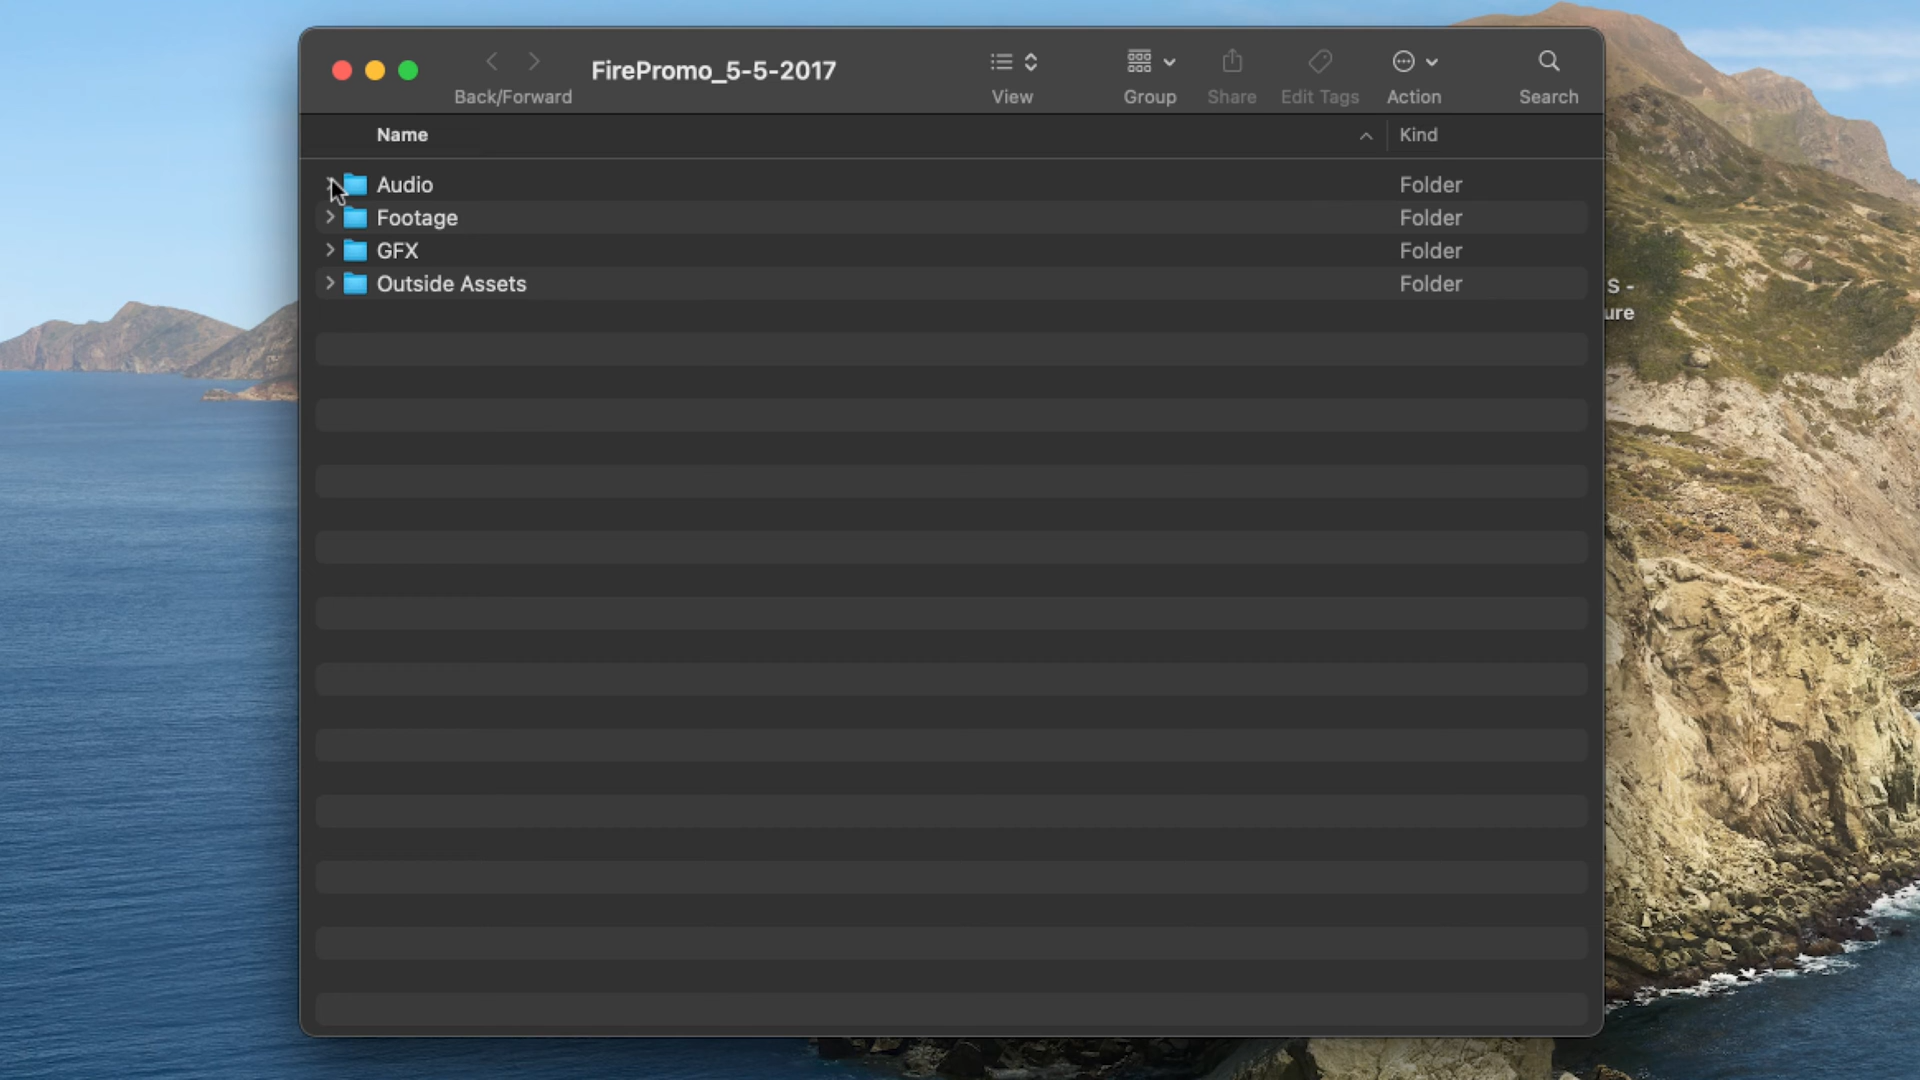 FirePromo_5-5-2017
Back/Forward
View
Group
Share
Edit Tags
Action
Search
Name
Kind
Audio
Folder
Footage
Folder
GFX
Folder
Outside Assets
Folder
S -
ure